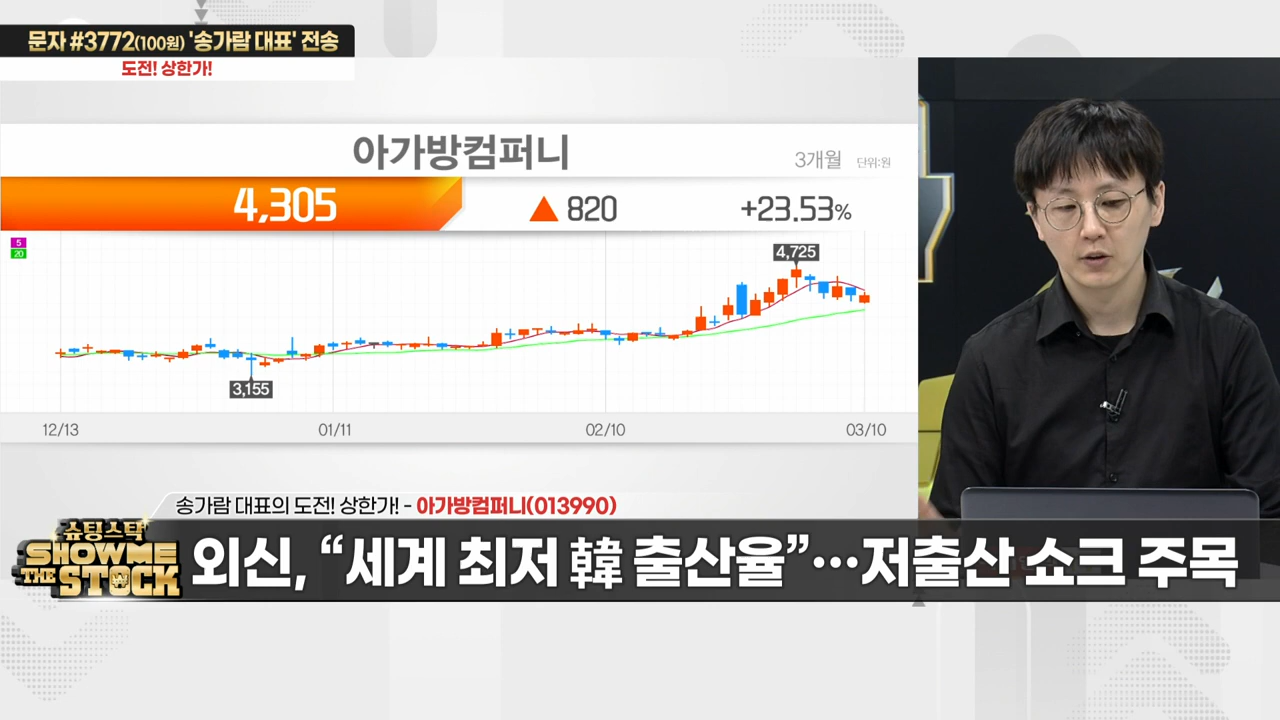 문자 #3772(100원) '송가람 대표' 전송
도전! 상한가!
아가방컴퍼니
3개월 단위:원
4,305 ▲ 820 +23.53%
5
20
4,725
3,155
12/13 01/11 02/10 03/10
송가람 대표의 도전! 상한가! - 아가방컴퍼니(013990)
슈팅스탁
SHOW ME
THE STOCK
외신, “세계 최저 韓 출산율”…저출산 쇼크 주목